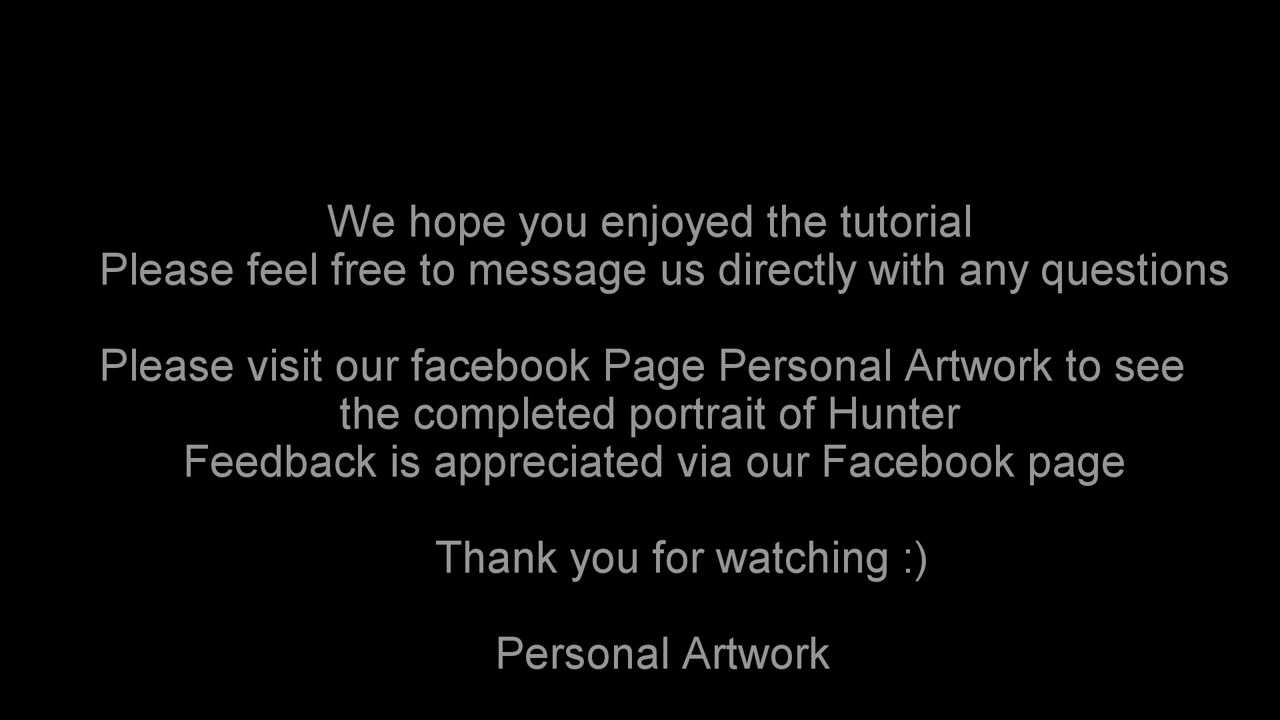 We hope you enjoyed the tutorial
Please feel free to message us directly with any questions
Please visit our facebook Page Personal Artwork to see
the completed portrait of Hunter
Feedback is appreciated via our Facebook page
Thank you for watching :)
Personal Artwork